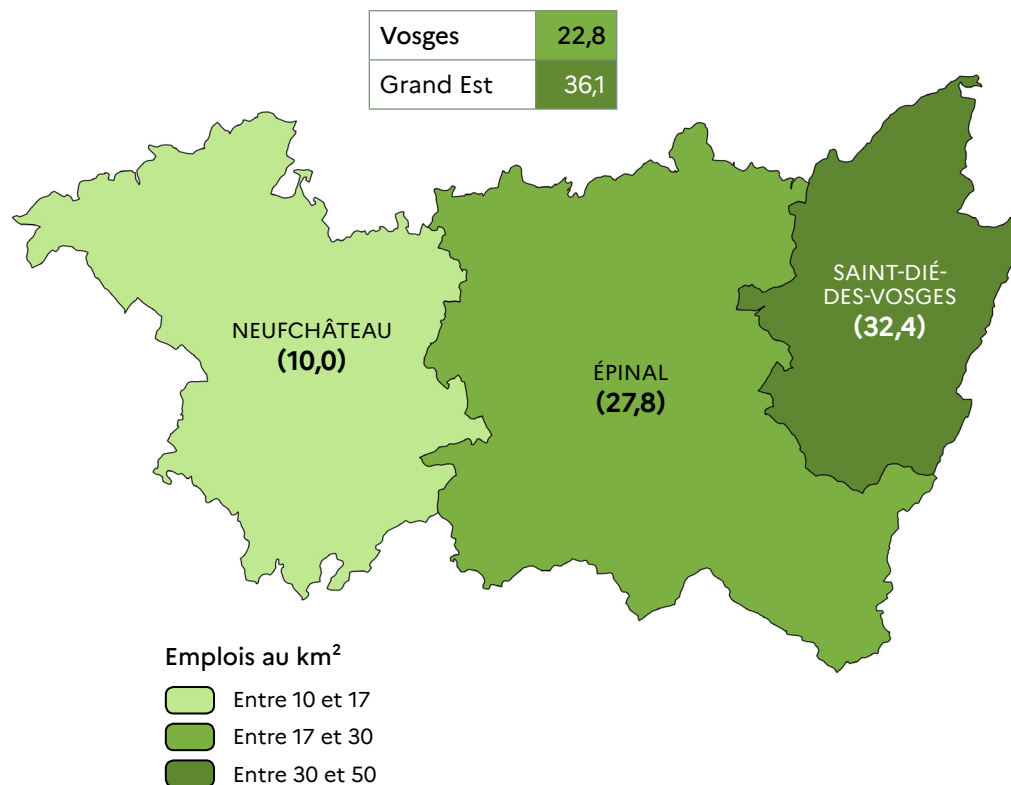 Vosges 22,8
Grand Est 36,1
NEUFCHÂTEAU
(10,0)
ÉPINAL
(27,8)
SAINT-DIÉ-
DES-VOSGES
(32,4)
Emplois au km²
Entre 10 et 17
Entre 17 et 30
Entre 30 et 50